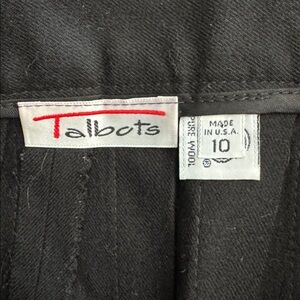 Talbots
PURE WOOL
MADE
IN U.S.A.
10